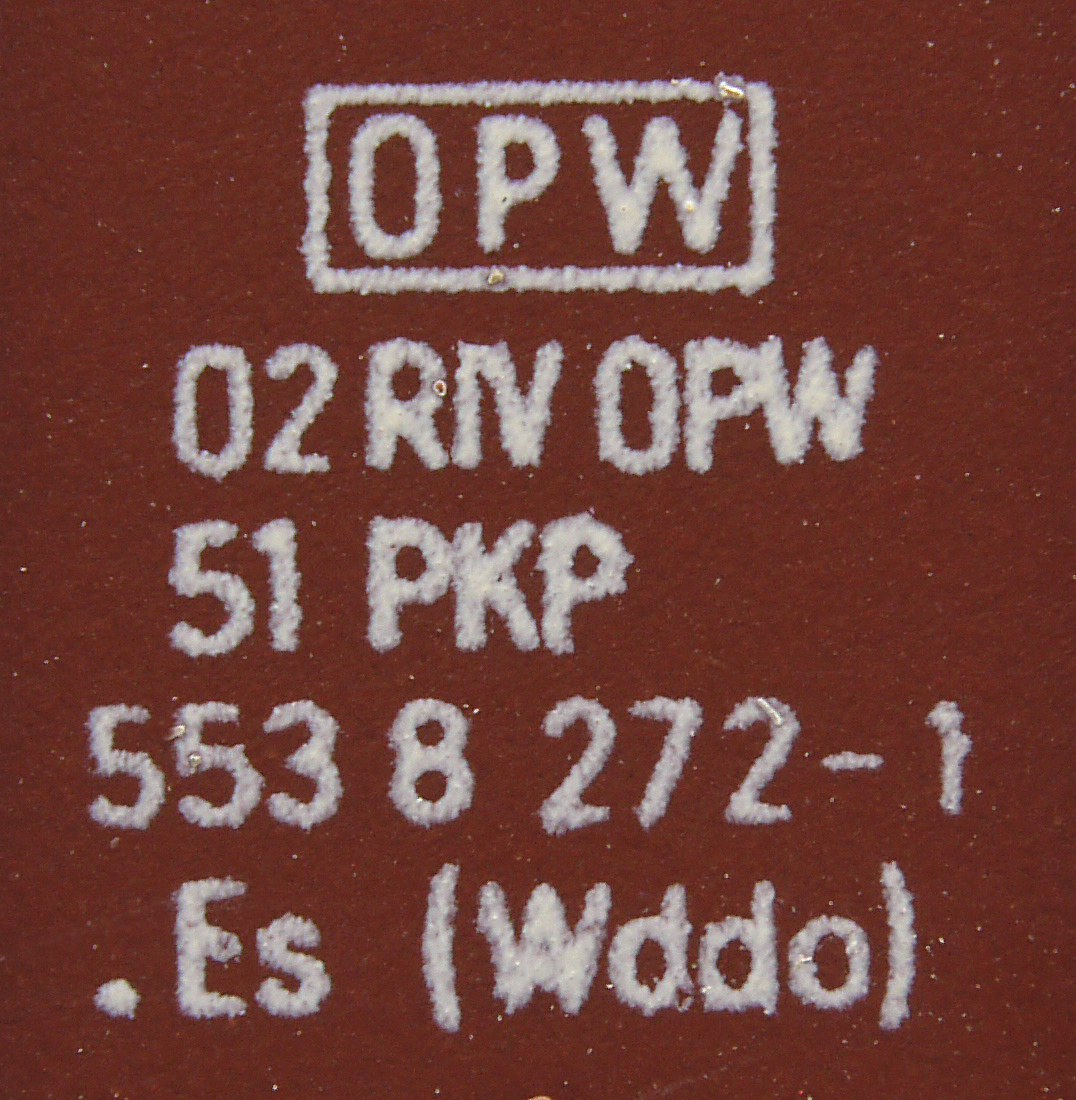 OPW
02 RIV OPW
51 PKP
553 8 272-1
.Es (Wddo)